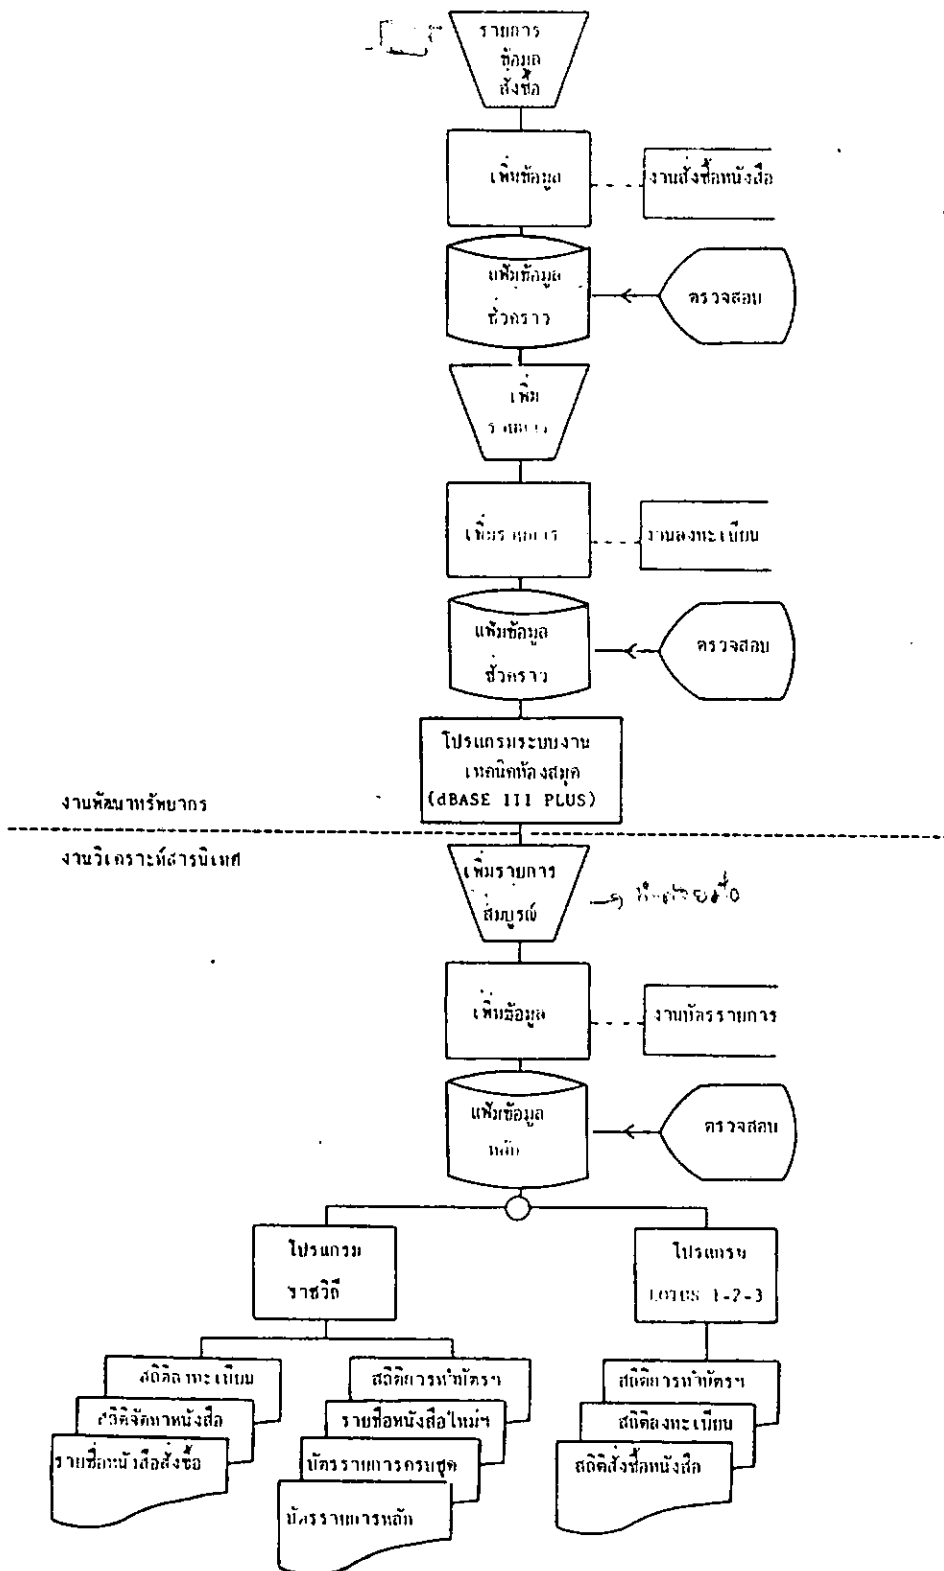 รายการ
ข้อมูล
สั่งซื้อ
เพิ่มข้อมูล
งานสั่งซื้อหนังสือ
แฟ้มข้อมูล
ชั่วคราว
ตรวจสอบ
เพิ่ม
รายการ
เพิ่มรายการ
งานลงทะเบียน
แฟ้มข้อมูล
ชั่วคราว
ตรวจสอบ
โปรแกรมระบบงาน
เทคนิคห้องสมุด
(dBASE III PLUS)
งานพัฒนาทรัพยากร
งานวิเคราะห์สารนิเทศ
เพิ่มรายการ
สมบูรณ์
เพิ่มข้อมูล
งานบัตรรายการ
แฟ้มข้อมูล
หลัก
ตรวจสอบ
โปรแกรม
ราชวิถี
โปรแกรม
LOTUS 1-2-3
สถิติลงทะเบียน
สถิติจัดหาหนังสือ
รายชื่อหนังสือสั่งซื้อ
สถิติการทำบัตรฯ
รายชื่อหนังสือใหม่ฯ
บัตรรายการครบชุด
บัตรรายการหลัก
สถิติการทำบัตรฯ
สถิติลงทะเบียน
สถิติสั่งซื้อหนังสือ